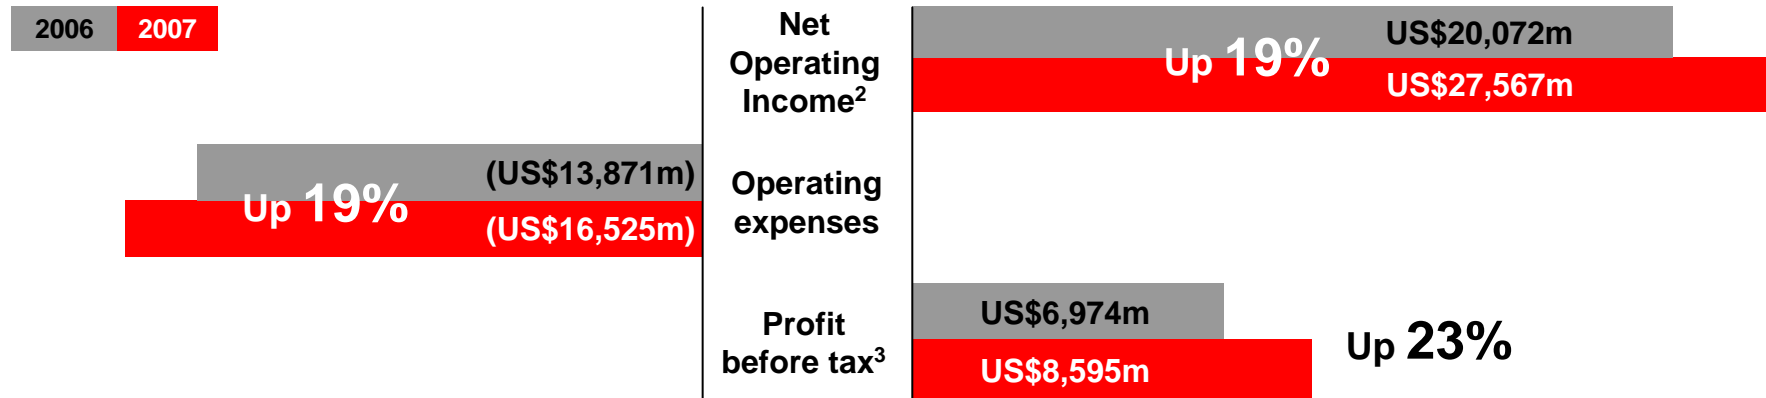 2006 2007
Net
Operating
Income²
US$20,072m
Up 19%
US$27,567m
(US$13,871m)
Up 19%
(US$16,525m)
Operating
expenses
Profit
before tax³
US$6,974m
US$8,595m
Up 23%